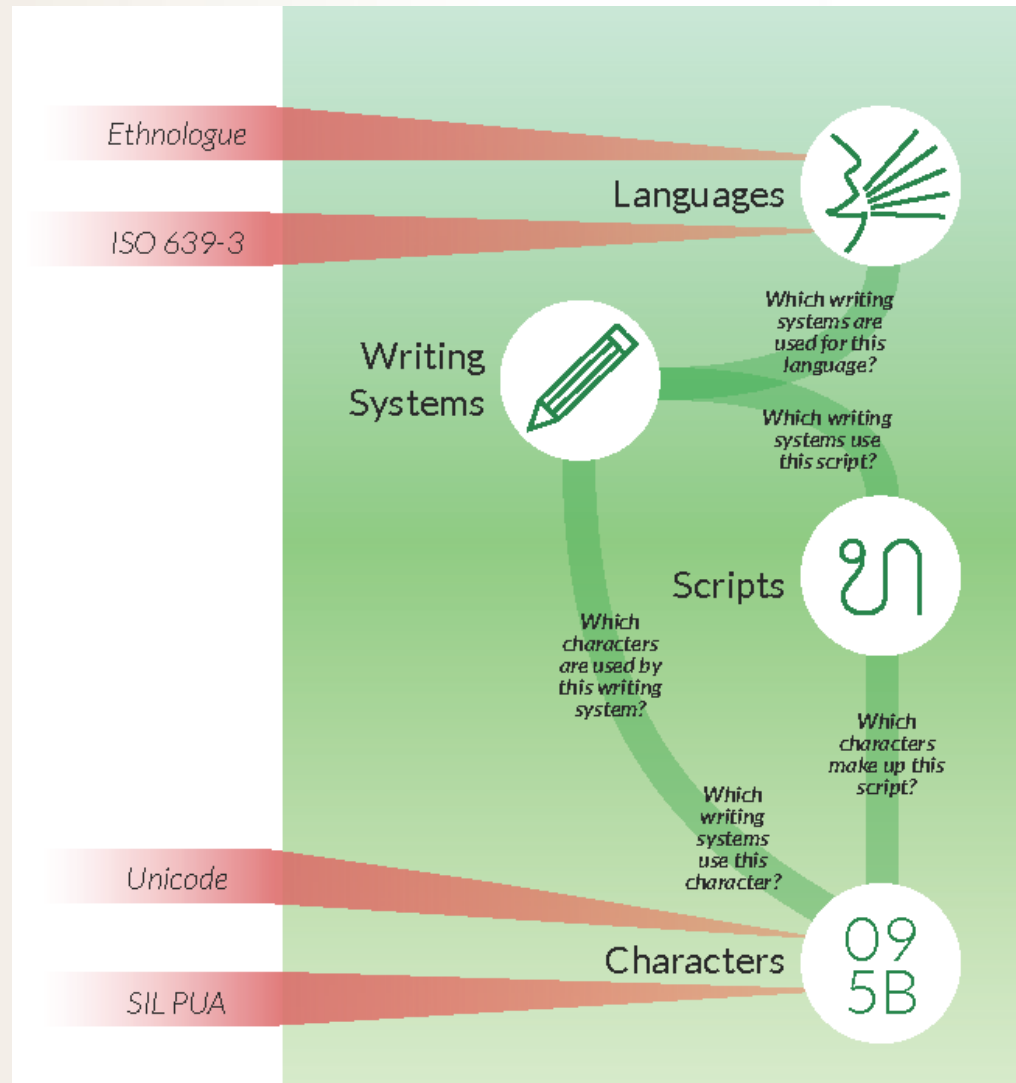 Ethnologue
Languages
ISO 639-3
Which writing
systems are
used for this
language?
Writing
Systems
Which writing
systems use
this script?
Scripts
Which
characters
are used by
this writing
system?
Which
characters
make up this
script?
Which
writing
systems
use this
character?
Unicode
Characters
09
5B
SIL PUA